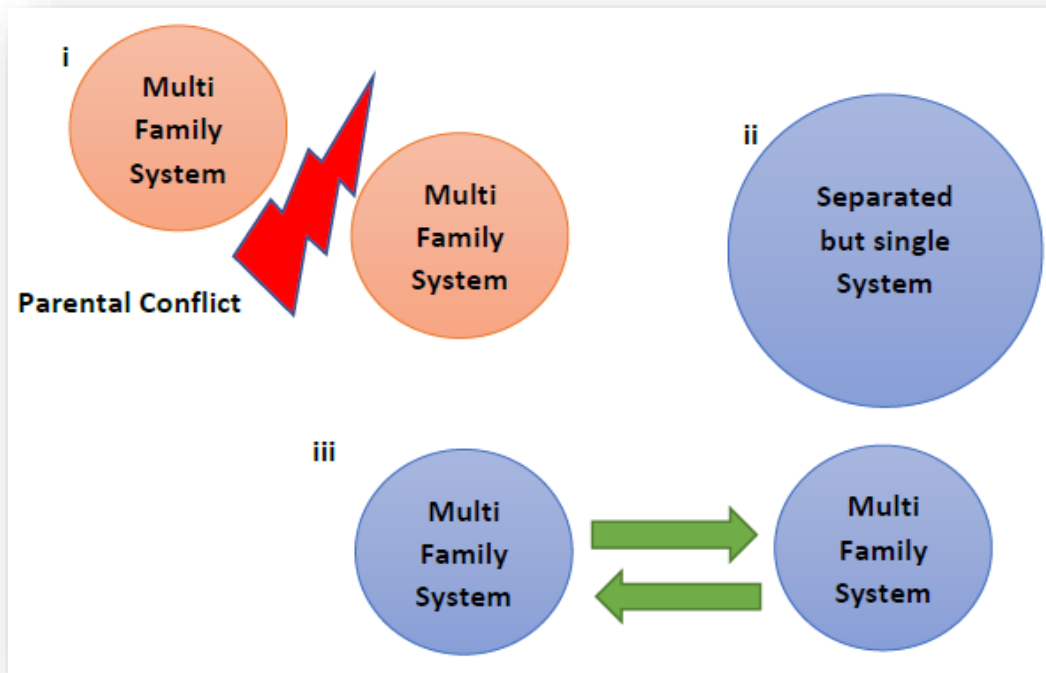 i
Multi
Family
System
Multi
Family
System
Parental Conflict
ii
Separated
but single
System
iii
Multi
Family
System
Multi
Family
System